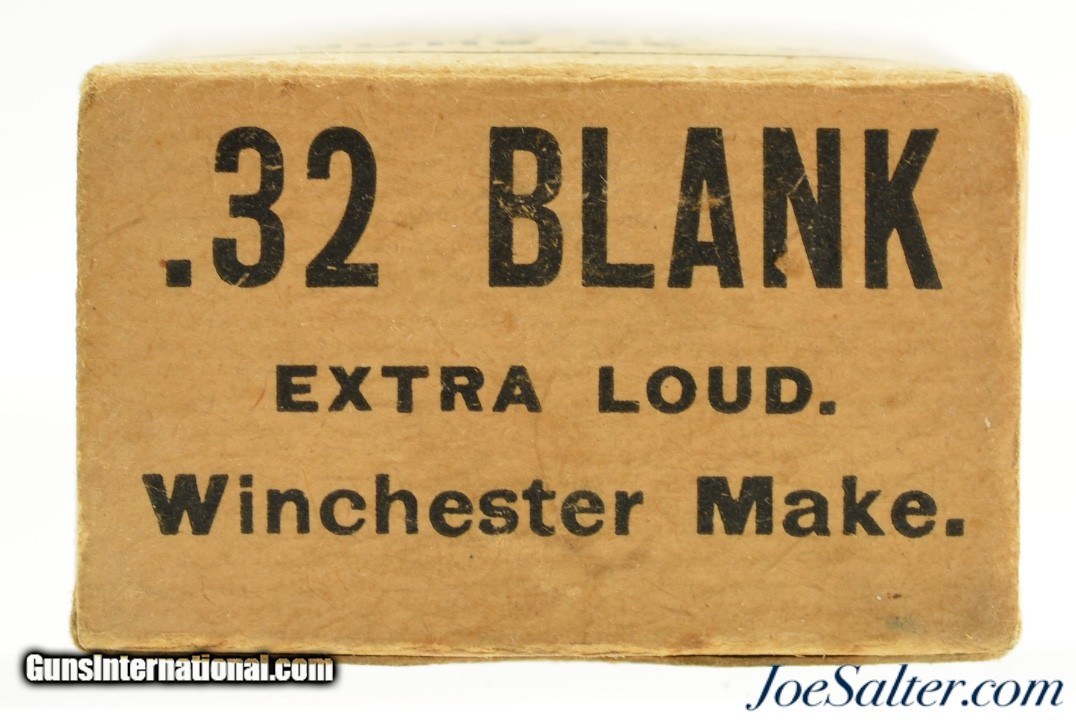 .32 BLANK
EXTRA LOUD.
Winchester Make.
GunsInternational.com
JoeSalter.com